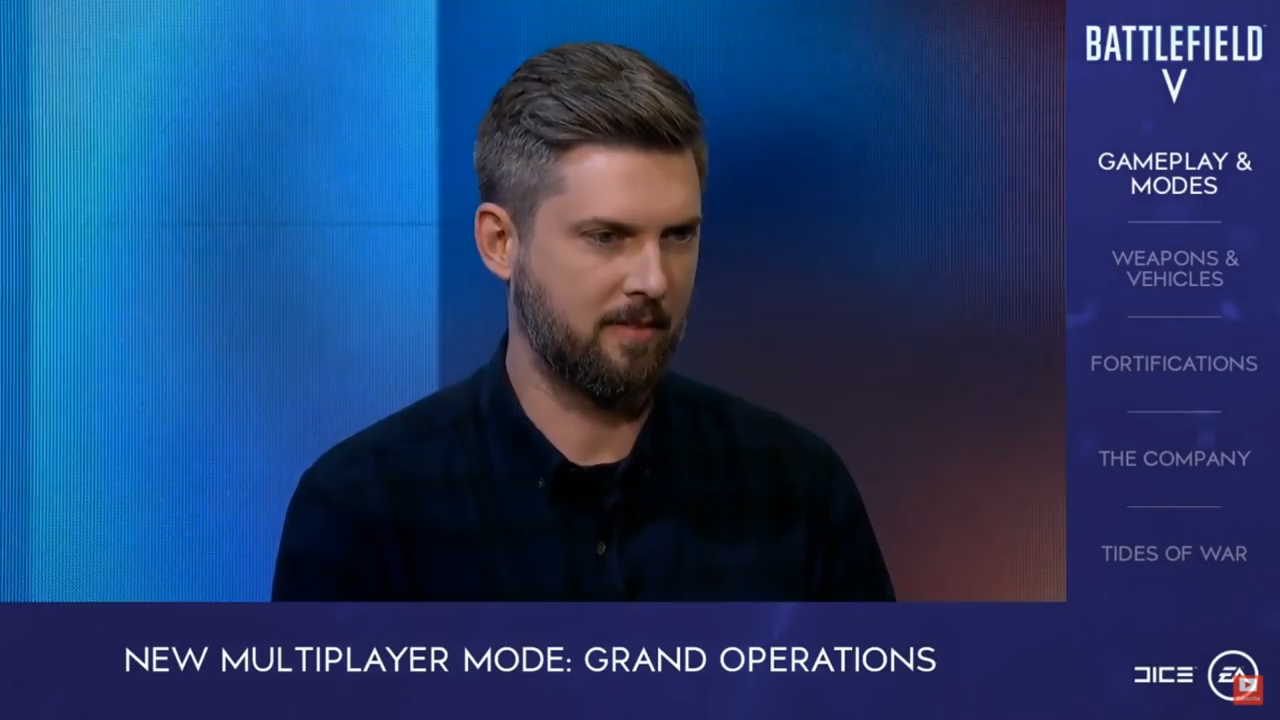 BATTLEFIELD
V
GAMEPLAY &
MODES
WEAPONS &
VEHICLES
FORTIFICATIONS
THE COMPANY
TIDES OF WAR
NEW MULTIPLAYER MODE: GRAND OPERATIONS
DICE
EA